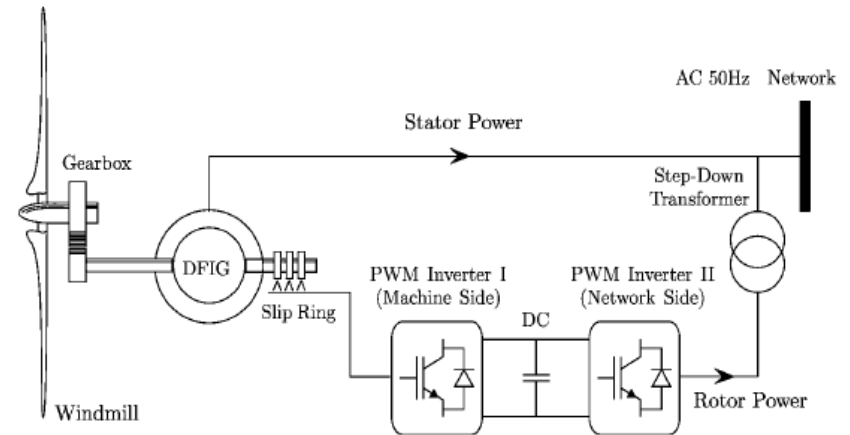 AC 50Hz Network
Stator Power
Gearbox
Step-Down
Transformer
DFIG
PWM Inverter I
(Machine Side)
PWM Inverter II
(Network Side)
Slip Ring
DC
Rotor Power
Windmill